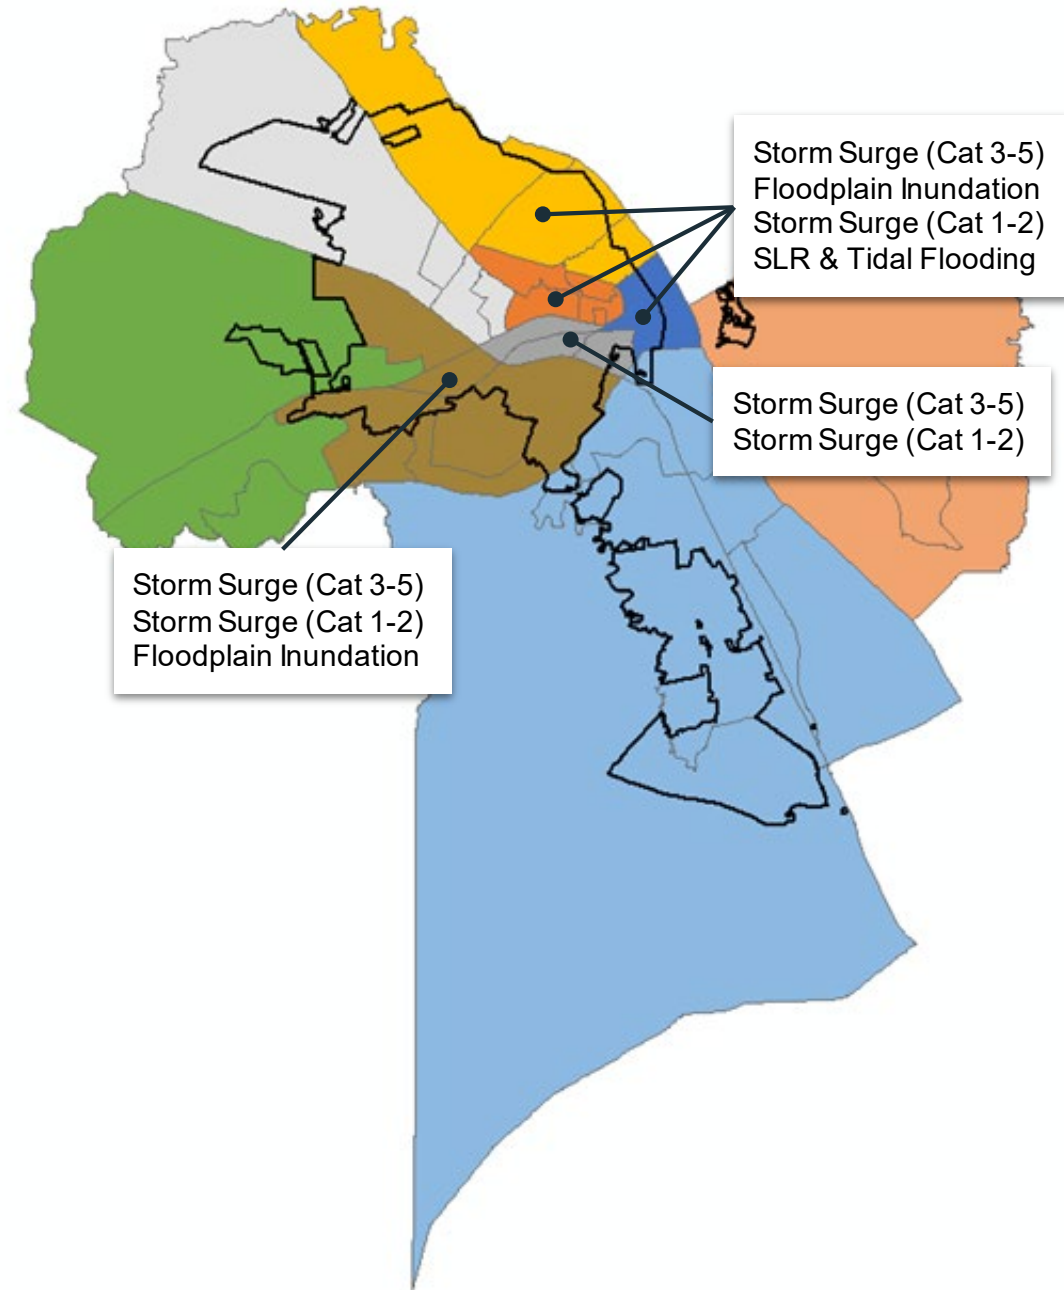 Storm Surge (Cat 3-5)
Floodplain Inundation
Storm Surge (Cat 1-2)
SLR & Tidal Flooding
Storm Surge (Cat 3-5)
Storm Surge (Cat 1-2)
Storm Surge (Cat 3-5)
Storm Surge (Cat 1-2)
Floodplain Inundation